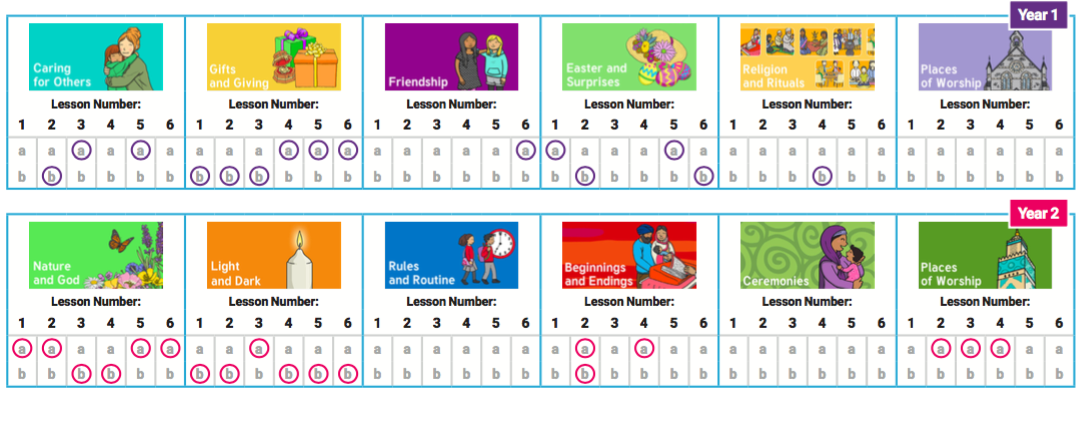 Year 1
Caring
for Others
Gifts
and Giving
Friendship
Easter and
Surprises
Religion
and Rituals
Places
of Worship
Lesson Number: Lesson Number: Lesson Number: Lesson Number: Lesson Number: Lesson Number:
1 2 3 4 5 6 1 2 3 4 5 6 1 2 3 4 5 6 1 2 3 4 5 6 1 2 3 4 5 6 1 2 3 4 5 6
a a a a a a a a a a a a a a a a a a a a a a a a a a a a a a a a a a a a
b b b b b b b b b b b b b b b b b b b b b b b b b b b b b b b b b b b b
Year 2
Nature
and God
Light
and Dark
Rules
and Routine
Beginnings
and Endings
Ceremonies
Places
of Worship
Lesson Number: Lesson Number: Lesson Number: Lesson Number: Lesson Number: Lesson Number:
1 2 3 4 5 6 1 2 3 4 5 6 1 2 3 4 5 6 1 2 3 4 5 6 1 2 3 4 5 6 1 2 3 4 5 6
a a a a a a a a a a a a a a a a a a a a a a a a a a a a a a a a a a a a
b b b b b b b b b b b b b b b b b b b b b b b b b b b b b b b b b b b b